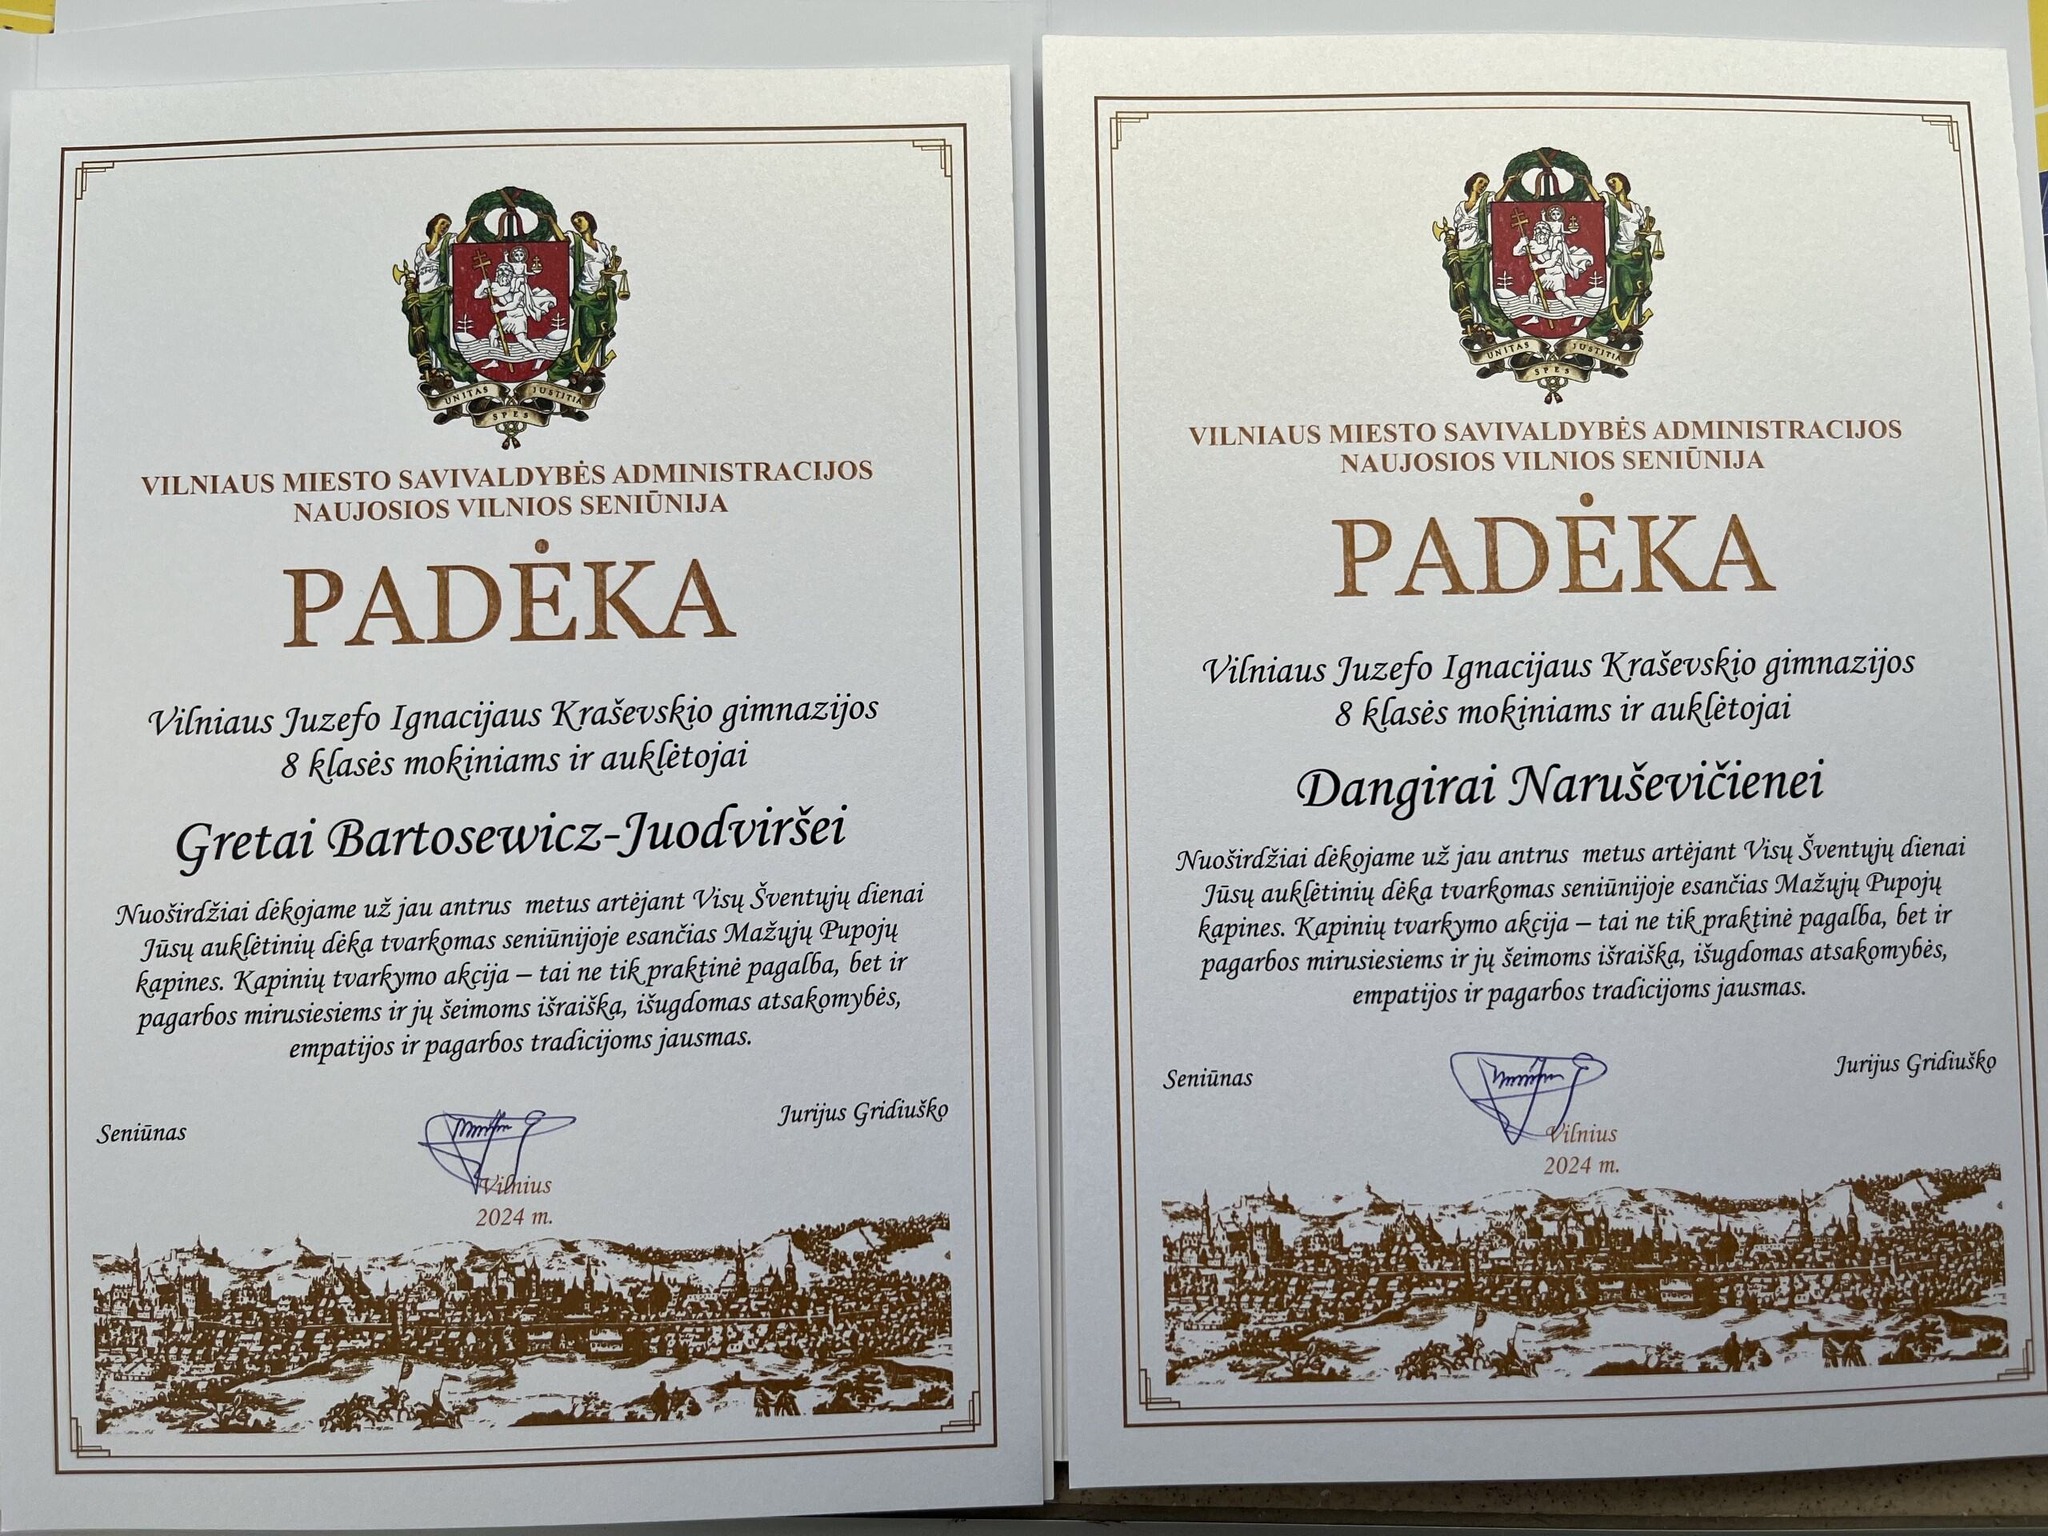 UNITAS JUSTITIA
SPES
VILNIAUS MIESTO SAVIVALDYBĖS ADMINISTRACIJOS
NAUJOSIOS VILNIOS SENIŪNIJA
PADĖKA
Vilniaus Juzefo Ignacijaus Kraševskio gimnazijos
8 klasės mokiniams ir auklėtojai
Gretai Bartosewicz-Juodviršei
Nuoširdžiai dėkojame už jau antrus metus artėjant Visų Šventųjų dienai
Jūsų auklėtinių dėka tvarkomas seniūnijoje esančias Mažųjų Pupojų
kapines. Kapinių tvarkymo akcija – tai ne tik praktinė pagalba, bet ir
pagarbos mirusiesiems ir jų šeimoms išraiška, išugdomas atsakomybės,
empatijos ir pagarbos tradicijoms jausmas.
Seniūnas Jurijus Gridiuško
Vilnius
2024 m.
UNITAS JUSTITIA
SPES
VILNIAUS MIESTO SAVIVALDYBĖS ADMINISTRACIJOS
NAUJOSIOS VILNIOS SENIŪNIJA
PADĖKA
Vilniaus Juzefo Ignacijaus Kraševskio gimnazijos
8 klasės mokiniams ir auklėtojai
Dangirai Naruševičienei
Nuoširdžiai dėkojame už jau antrus metus artėjant Visų Šventųjų dienai
Jūsų auklėtinių dėka tvarkomas seniūnijoje esančias Mažųjų Pupojų
kapines. Kapinių tvarkymo akcija – tai ne tik praktinė pagalba, bet ir
pagarbos mirusiesiems ir jų šeimoms išraiška, išugdomas atsakomybės,
empatijos ir pagarbos tradicijoms jausmas.
Seniūnas Jurijus Gridiuško
Vilnius
2024 m.